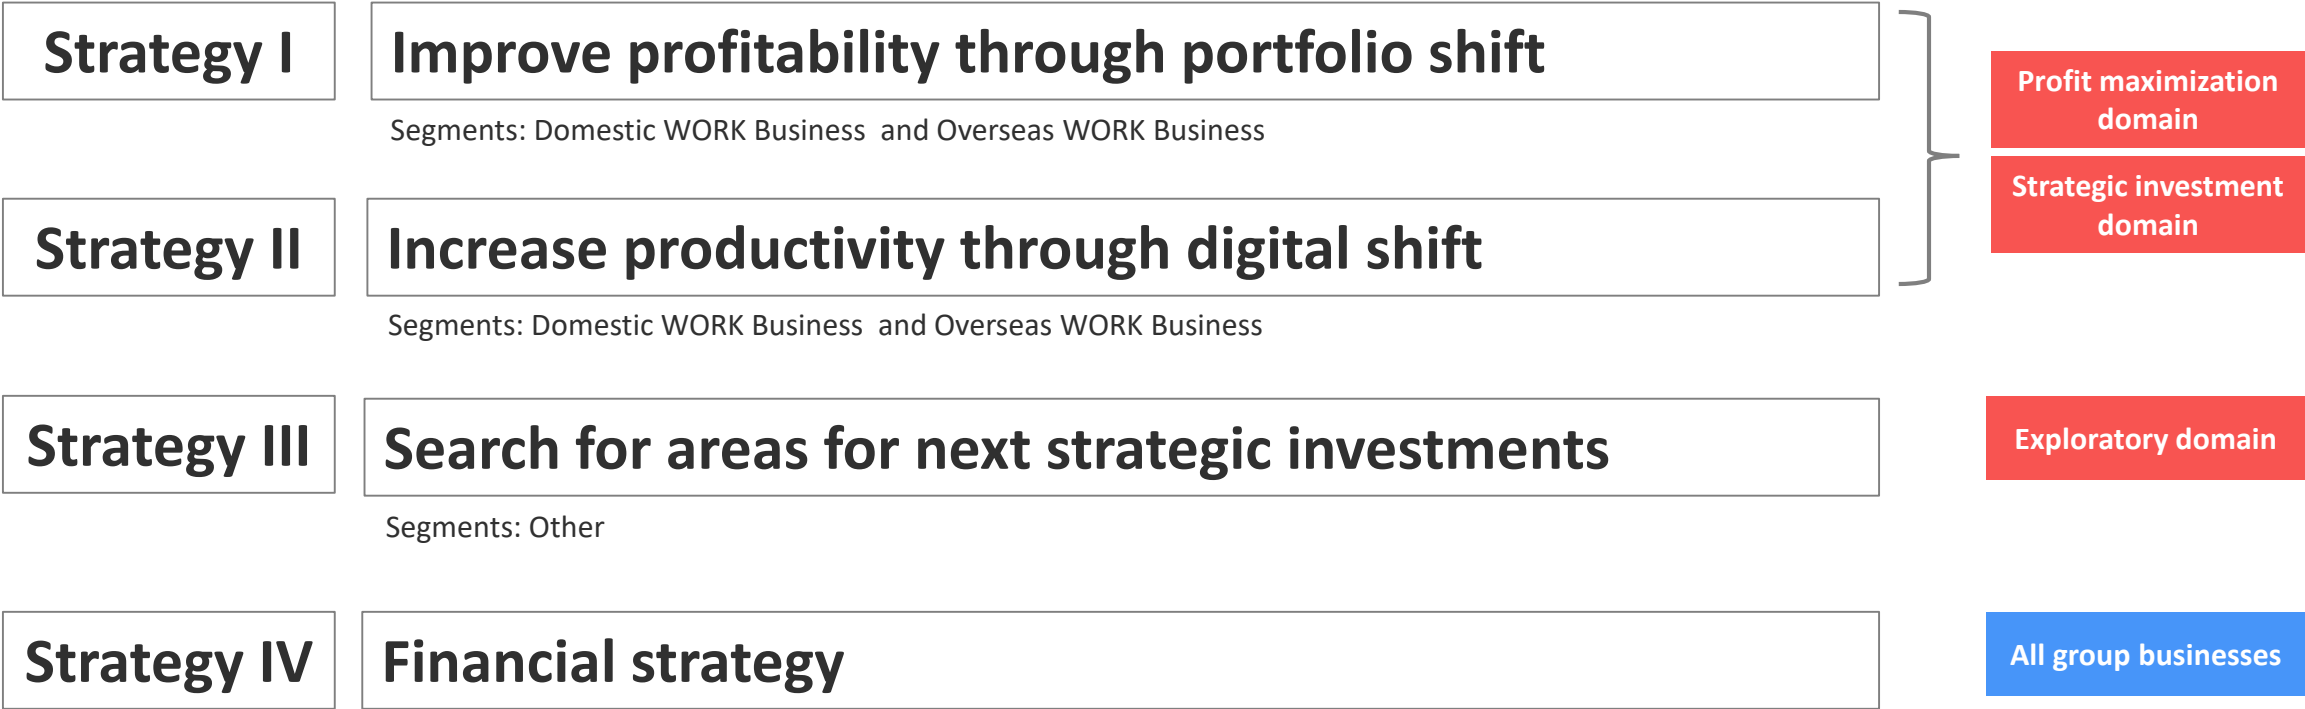 Strategy I
Improve profitability through portfolio shift
Segments: Domestic WORK Business and Overseas WORK Business
Profit maximization
domain
Strategic investment
domain
Strategy II
Increase productivity through digital shift
Segments: Domestic WORK Business and Overseas WORK Business
Strategy III
Search for areas for next strategic investments
Exploratory domain
Segments: Other
Strategy IV
Financial strategy
All group businesses